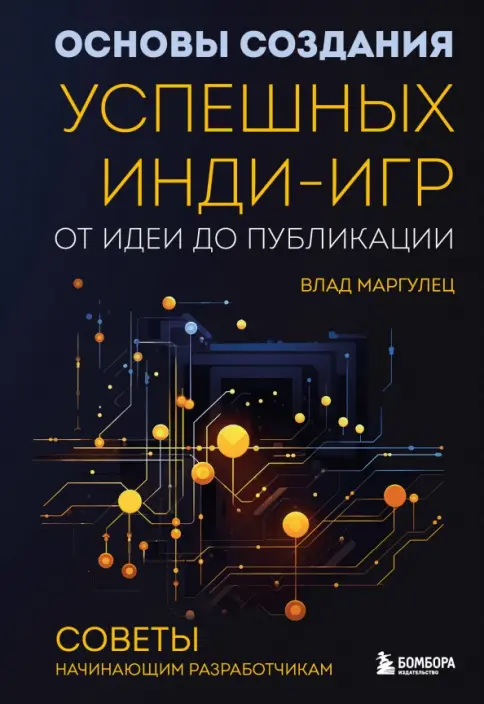 ОСНОВЫ СОЗДАНИЯ
УСПЕШНЫХ
ИНДИ-ИГР
ОТ ИДЕИ ДО ПУБЛИКАЦИИ
ВЛАД МАРГУЛЕЦ
СОВЕТЫ
НАЧИНАЮЩИМ РАЗРАБОТЧИКАМ
БОМБОРА
ИЗДАТЕЛЬСТВО